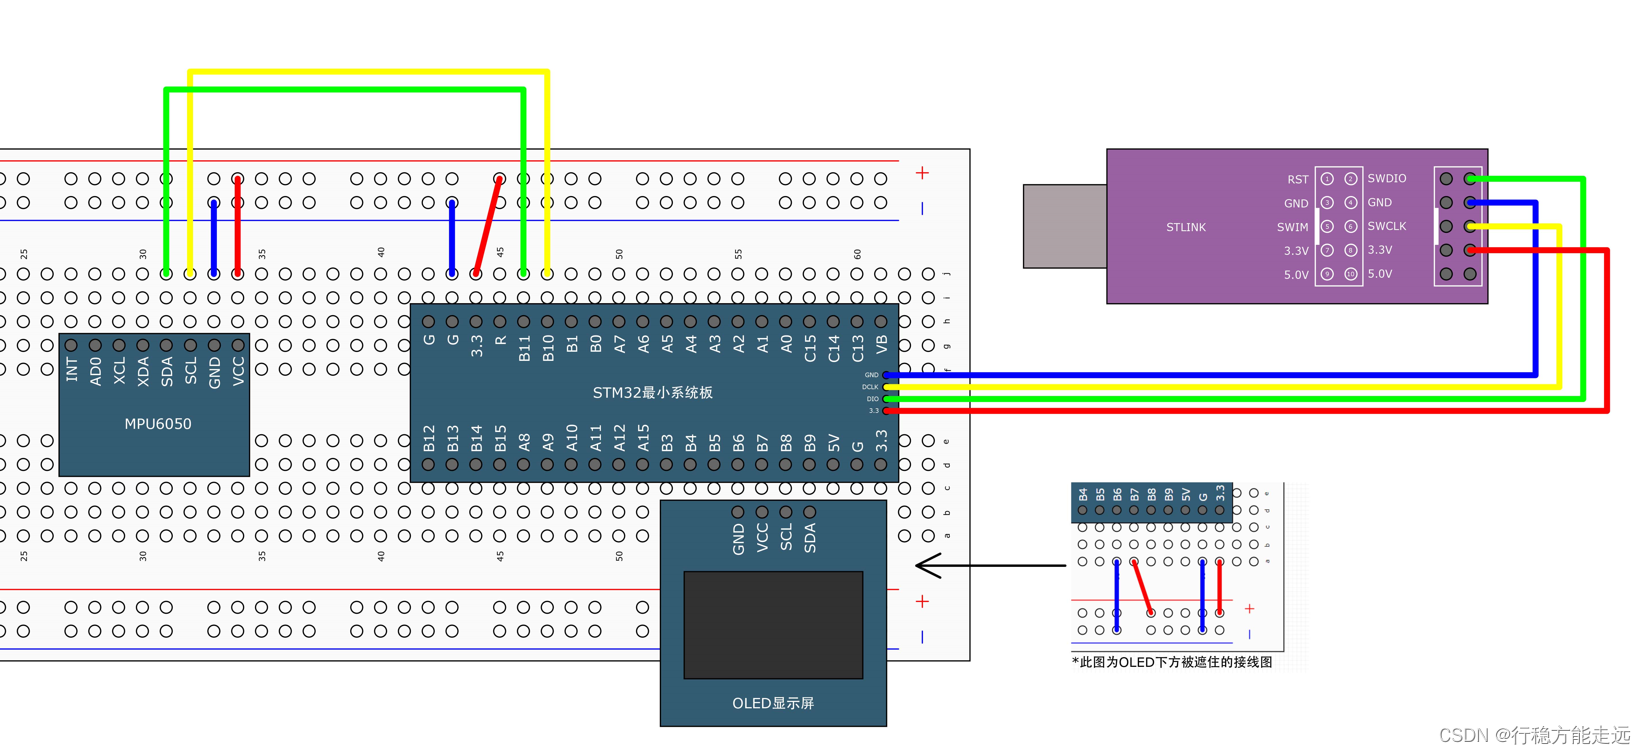 +
−
25
30
35
40
45
50
55
60
j
i
h
g
f
G
G
3.3
R
B11
B10
B1
B0
A7
A6
A5
A4
A3
A2
A1
A0
C15
C14
C13
VB
INT
AD0
XCL
XDA
SDA
SCL
GND
VCC
MPU6050
STM32最小系统板
GND
DCLK
DIO
3.3
B12
B13
B14
B15
A8
A9
A10
A11
A12
A15
B3
B4
B5
B6
B7
B8
B9
5V
G
3.3
e
d
c
b
a
25
30
35
40
45
50
GND
VCC
SCL
SDA
+
−
OLED显示屏
STLINK
RST 1 2 SWDIO
GND 3 4 GND
SWIM 5 6 SWCLK
3.3V 7 8 3.3V
5.0V 9 10 5.0V
B4
B5
B6
B7
B8
B9
5V
G
3.3
e
d
c
b
a
+
−
*此图为OLED下方被遮住的接线图
CSDN @行稳方能走远